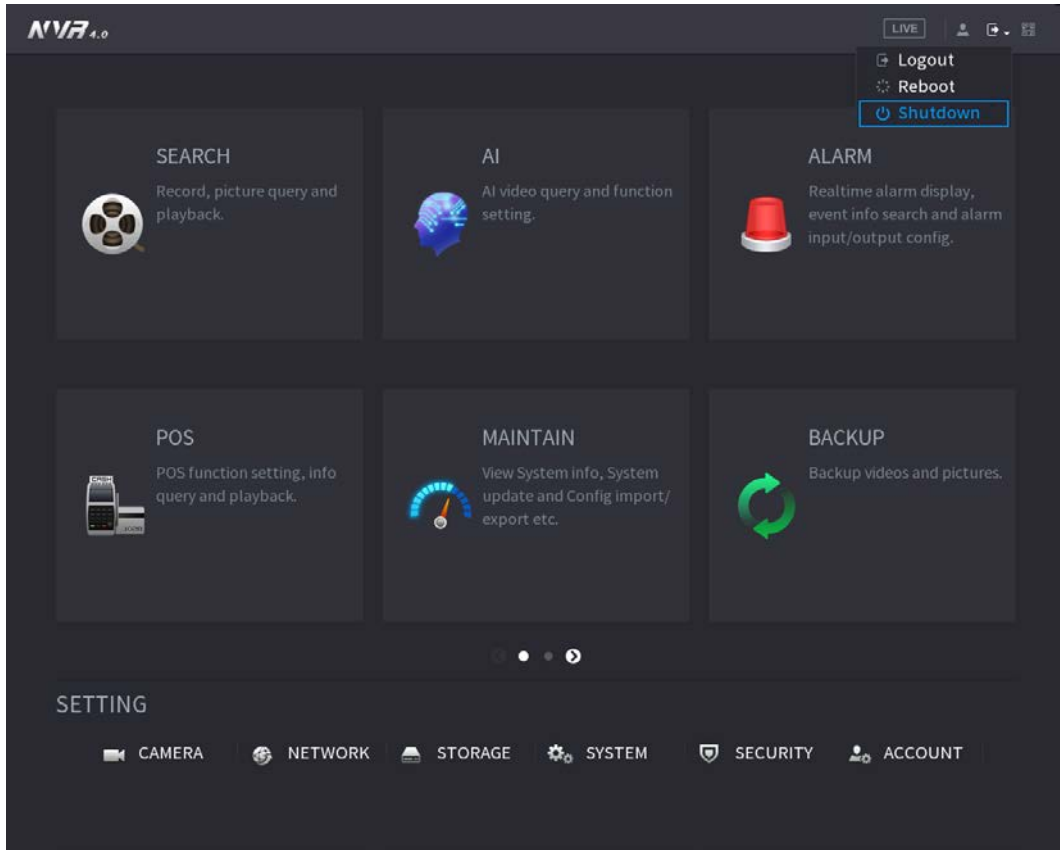 NVR 4.0
LIVE
Logout
Reboot
Shutdown
SEARCH
Record, picture query and
playback.
AI
AI video query and function
setting.
ALARM
Realtime alarm display,
event info search and alarm
input/output config.
POS
POS function setting, info
query and playback.
MAINTAIN
View System info, System
update and Config import/
export etc.
BACKUP
Backup videos and pictures.
SETTING
CAMERA
NETWORK
STORAGE
SYSTEM
SECURITY
ACCOUNT